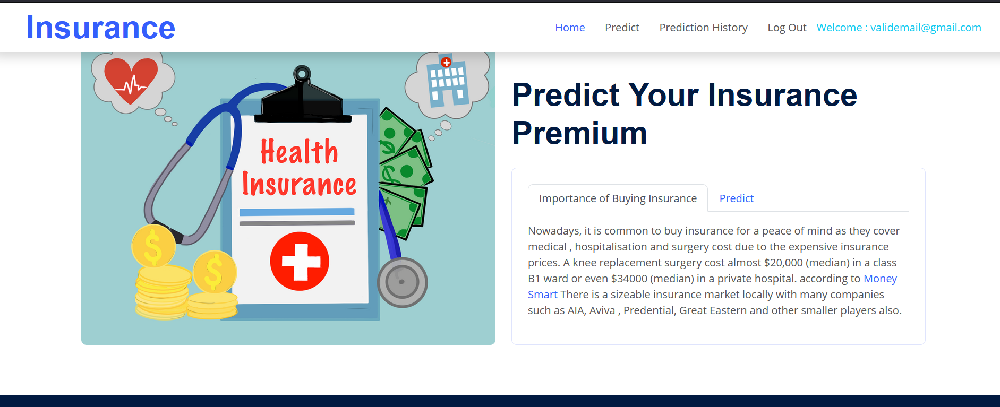 Insurance
Home Predict Prediction History Log Out Welcome : validemail@gmail.com
Health
Insurance
$
$
Predict Your Insurance
Premium
Importance of Buying Insurance Predict
Nowadays, it is common to buy insurance for a peace of mind as they cover
medical , hospitalisation and surgery cost due to the expensive insurance
prices. A knee replacement surgery cost almost $20,000 (median) in a class
B1 ward or even $34000 (median) in a private hospital. according to Money
Smart There is a sizeable insurance market locally with many companies
such as AIA, Aviva , Predential, Great Eastern and other smaller players also.